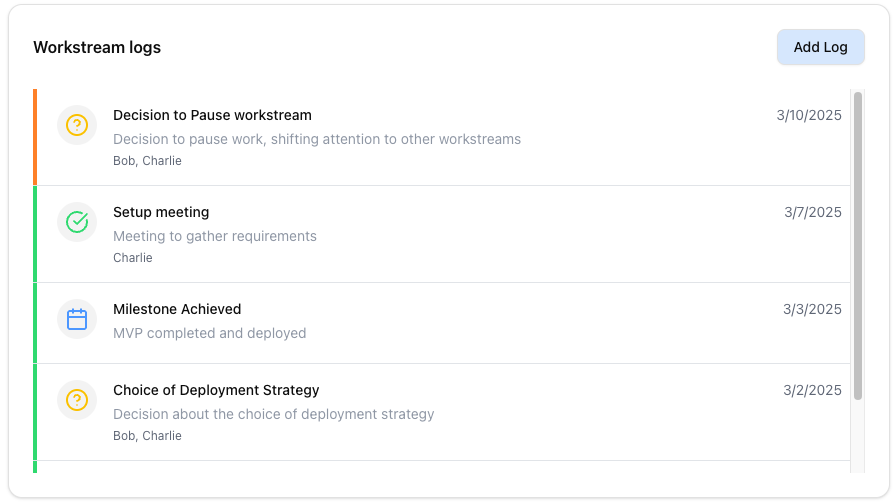 Workstream logs
Add Log
Decision to Pause workstream
3/10/2025
Decision to pause work, shifting attention to other workstreams
Bob, Charlie
Setup meeting
3/7/2025
Meeting to gather requirements
Charlie
Milestone Achieved
3/3/2025
MVP completed and deployed
Choice of Deployment Strategy
3/2/2025
Decision about the choice of deployment strategy
Bob, Charlie